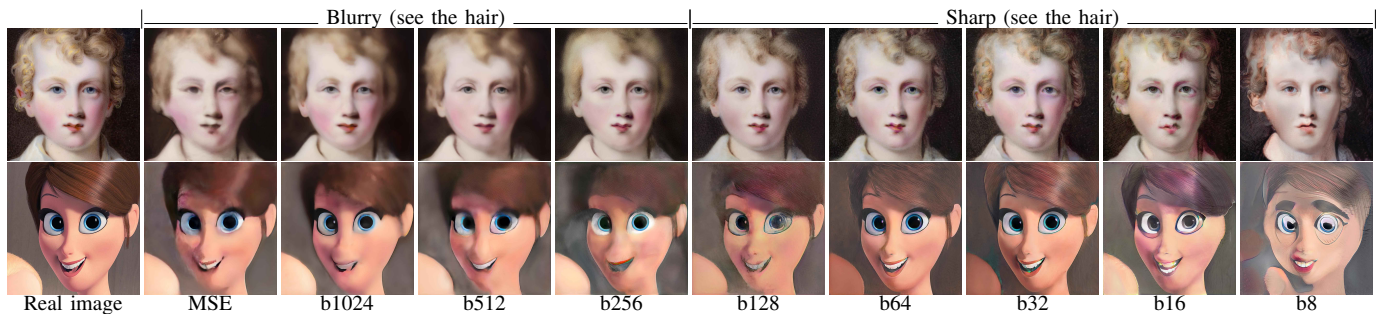 Blurry (see the hair) Sharp (see the hair)
Real image MSE b1024 b512 b256 b128 b64 b32 b16 b8